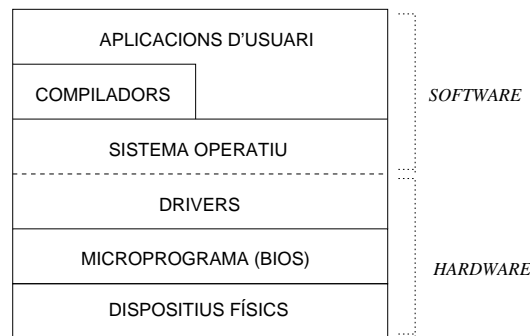 APLICACIONS D'USUARI
COMPILADORS
SOFTWARE
SISTEMA OPERATIU
DRIVERS
MICROPROGRAMA (BIOS)
HARDWARE
DISPOSITIUS FÍSICS